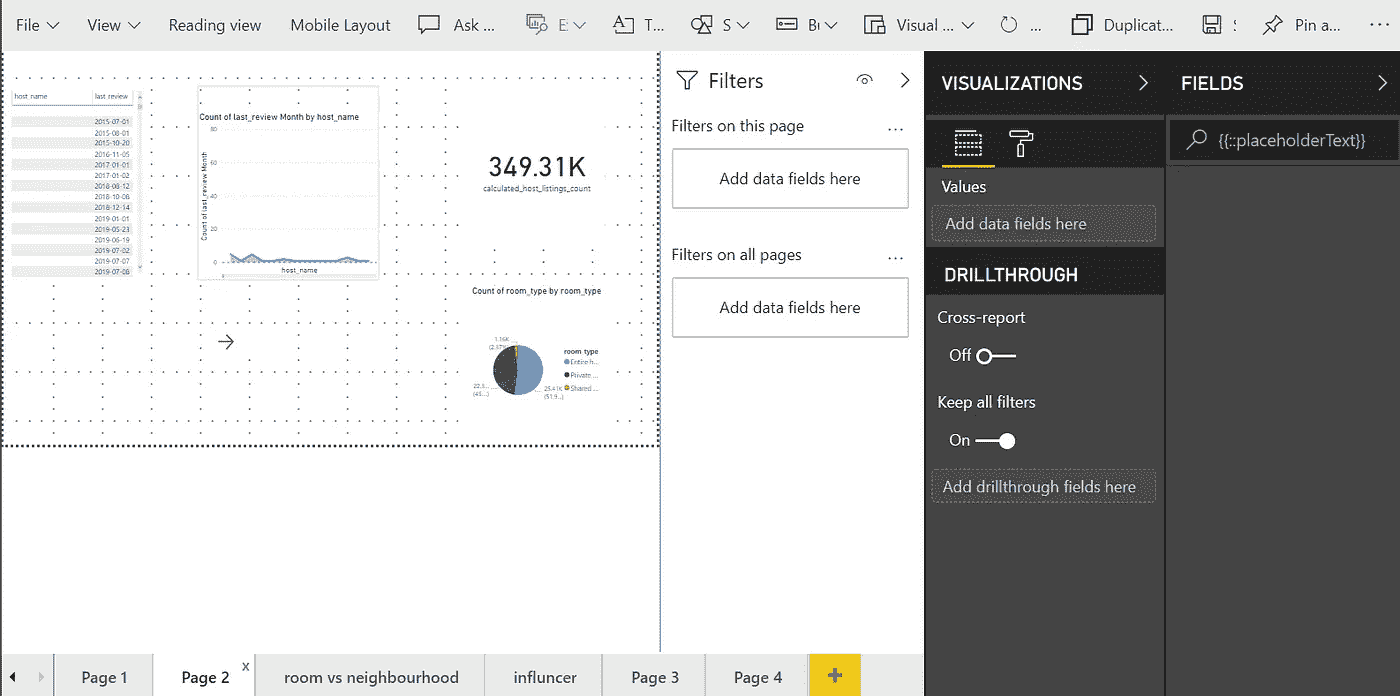 File View Reading view Mobile Layout Ask ... E T... S Bu Visual ... ... Duplicat... Pin a... ...
host_name last_review
2015-07-01
2015-08-01
2015-10-20
2016-11-05
2017-01-01
2017-01-02
2018-08-12
2018-10-08
2018-12-14
2019-01-01
2019-05-23
2019-06-19
2019-07-02
2019-07-07
2019-07-08
Count of last_review Month by host_name
Count of last_review Month
80
60
40
20
0
host_name
349.31K
calculated_host_listings_count
Count of room_type by room_type
1.16K
(2.37%)
22.3...
(45...)
25.41K
(51.9...)
room type
Entire h...
Private ...
Shared ...
Filters
Filters on this page ...
Add data fields here
Filters on all pages ...
Add data fields here
VISUALIZATIONS
Values
Add data fields here
DRILLTHROUGH
Cross-report
Off
Keep all filters
On
Add drillthrough fields here
FIELDS
{{::placeholderText}}
Page 1 Page 2 x room vs neighbourhood influncer Page 3 Page 4 +